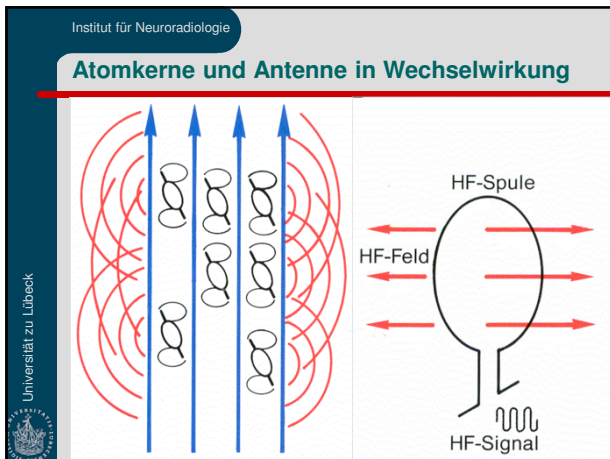 Institut für Neuroradiologie
Atomkerne und Antenne in Wechselwirkung
HF-Spule
HF-Feld
HF-Signal
Universität zu Lübeck